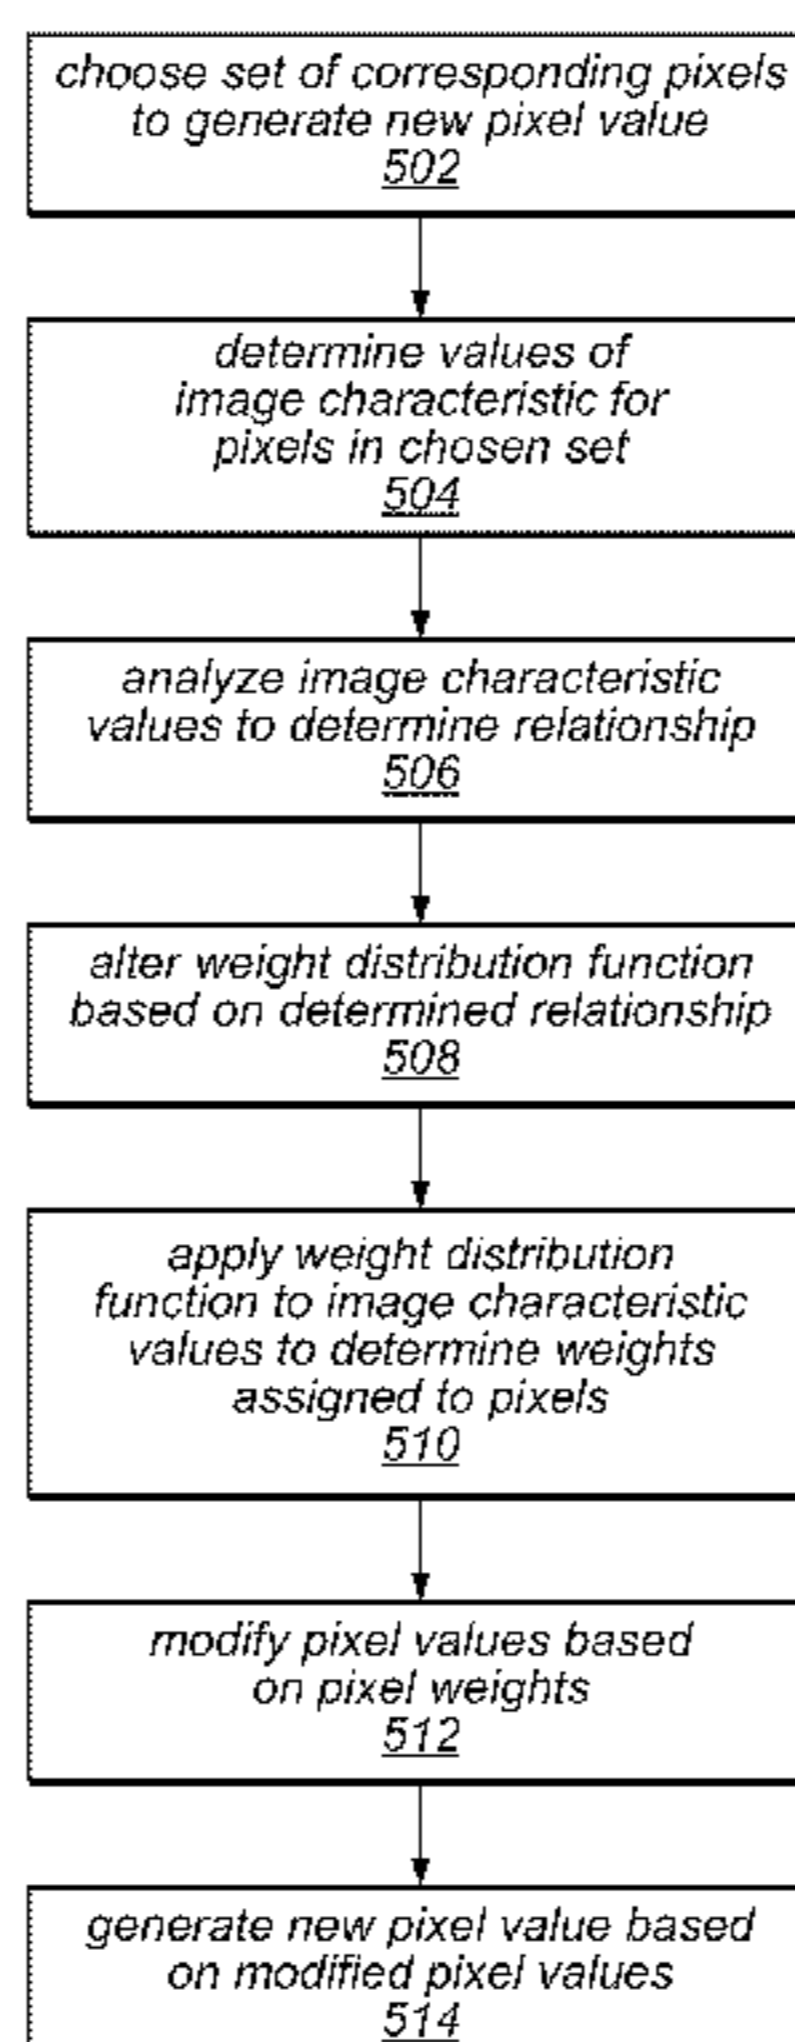 choose set of corresponding pixels
to generate new pixel value
502
determine values of
image characteristic for
pixels in chosen set
504
analyze image characteristic
values to determine relationship
506
alter weight distribution function
based on determined relationship
508
apply weight distribution
function to image characteristic
values to determine weights
assigned to pixels
510
modify pixel values based
on pixel weights
512
generate new pixel value based
on modified pixel values
514